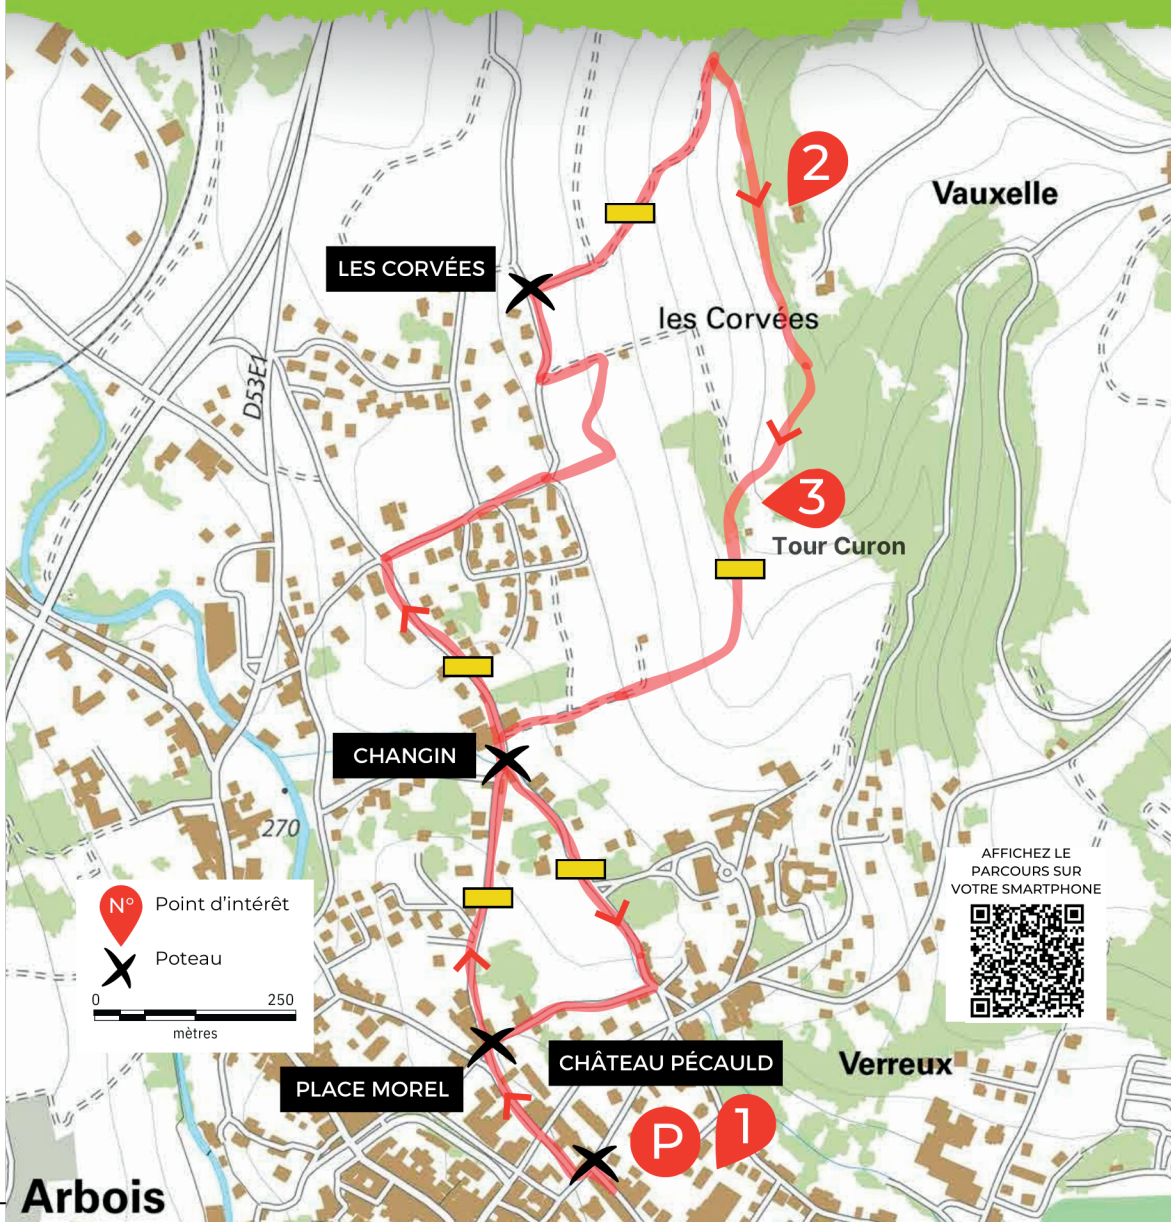 2
Vauxelle
LES CORVÉES
les Corvées
D53E1
3
Tour Curon
CHANGIN
270
AFFICHEZ LE
PARCOURS SUR
VOTRE SMARTPHONE
N° Point d'intérêt
Poteau
0 250
mètres
CHÂTEAU PÉCAULD
Verreux
PLACE MOREL
P
1
Arbois